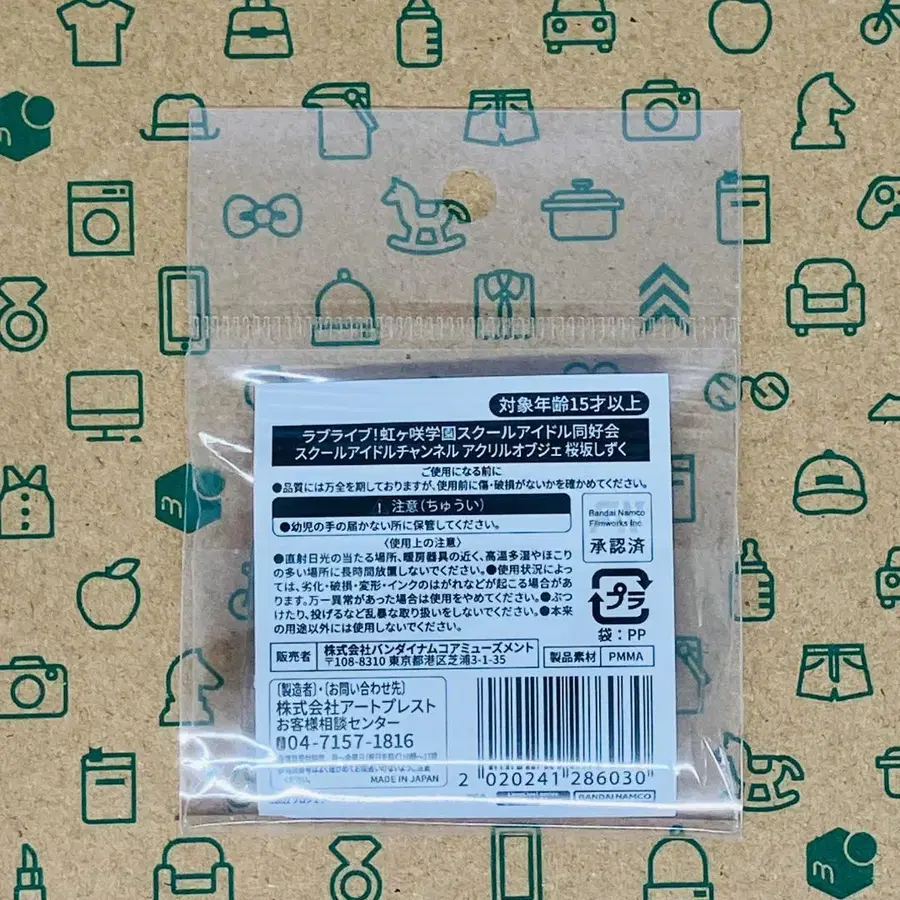 対象年齢15才以上
ラブライブ!虹ヶ咲学園スクールアイドル同好会
スクールアイドルチャンネル アクリルオブジェ 桜坂しずく
ご使用になる前に
●品質には万全を期しておりますが、使用前に傷・破損がないかを確かめてください。
注意(ちゅうい)
●幼児の手の届かない所に保管してください。
〈使用上の注意〉
●直射日光の当たる場所、暖房器具の近く、高温多湿やほこり
の多い場所に長時間放置しないでください。●使用状況によっ
ては、劣化・破損・変形・インクのはがれなどが起こる場合があ
ります。万一異常があった場合は使用をやめてください。●ぶつ
けたり、投げるなど乱暴な取り扱いをしないでください。●本来
の用途以外には使用しないでください。
Bandai Namco
Filmworks Inc.
承認済
プラ
袋:PP
販売者
株式会社バンダイナムコアミューズメント
〒108-8310 東京都港区芝浦3-1-35
製品素材 PMMA
〔製造者〕・〔お問い合わせ先〕
株式会社アートプレスト
お客様相談センター
04-7157-1816
MADE IN JAPAN
2 020241 286030
BANDAI NAMCO
m
m
m